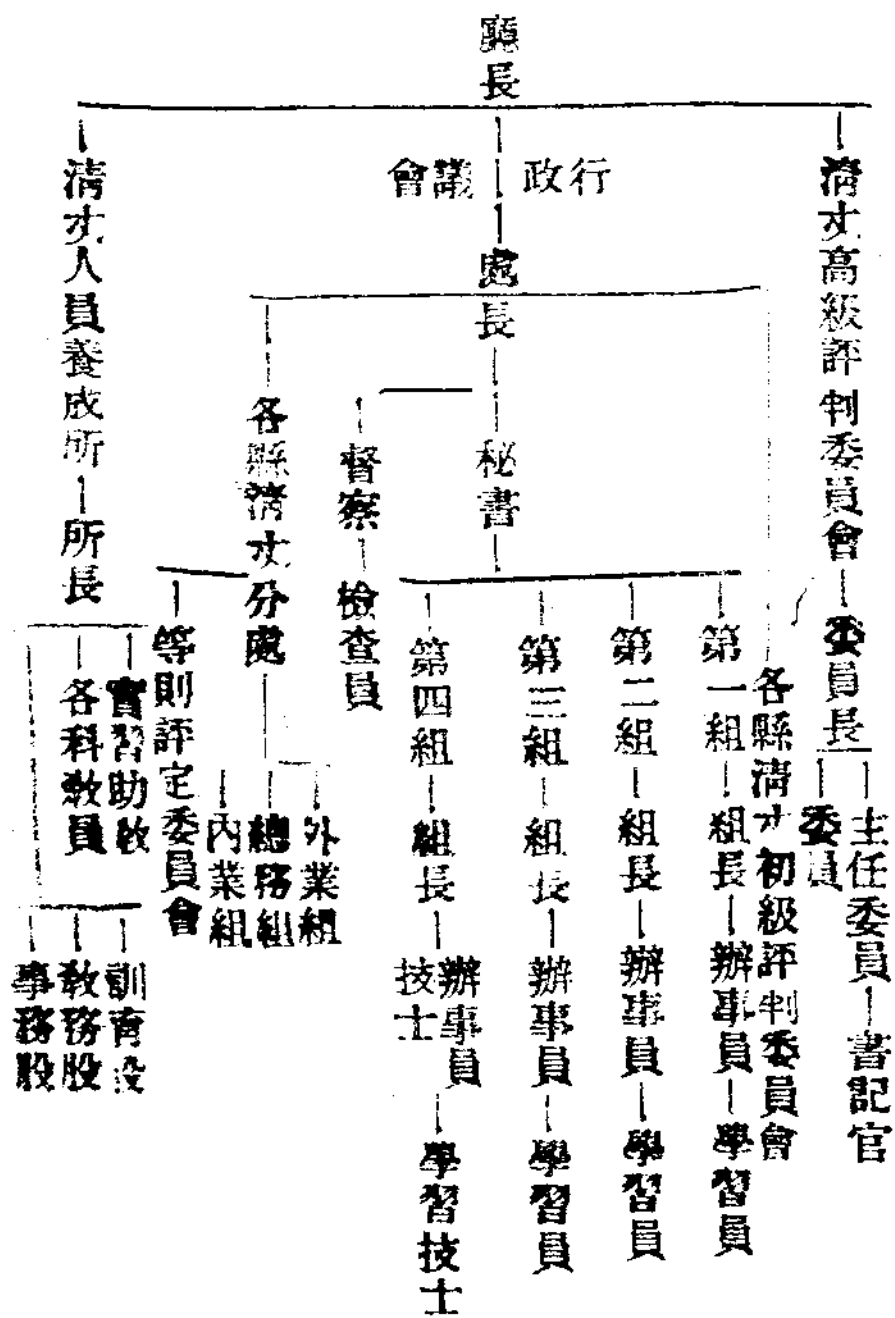 廳長
清丈高級評判委員會
委員長
主任委員
書記官
委員
行政
會議
處長
各縣清丈初級評判委員會
秘書
第一組
組長
辦事員
學習員
第二組
組長
辦事員
學習員
第三組
組長
辦事員
學習員
第四組
組長
辦事員
技士
學習技士
督察
檢查員
各縣清丈分處
外業組
總務組
內業組
等則評定委員會
清丈人員養成所
所長
實習助教
各科教員
訓育股
教務股
事務股